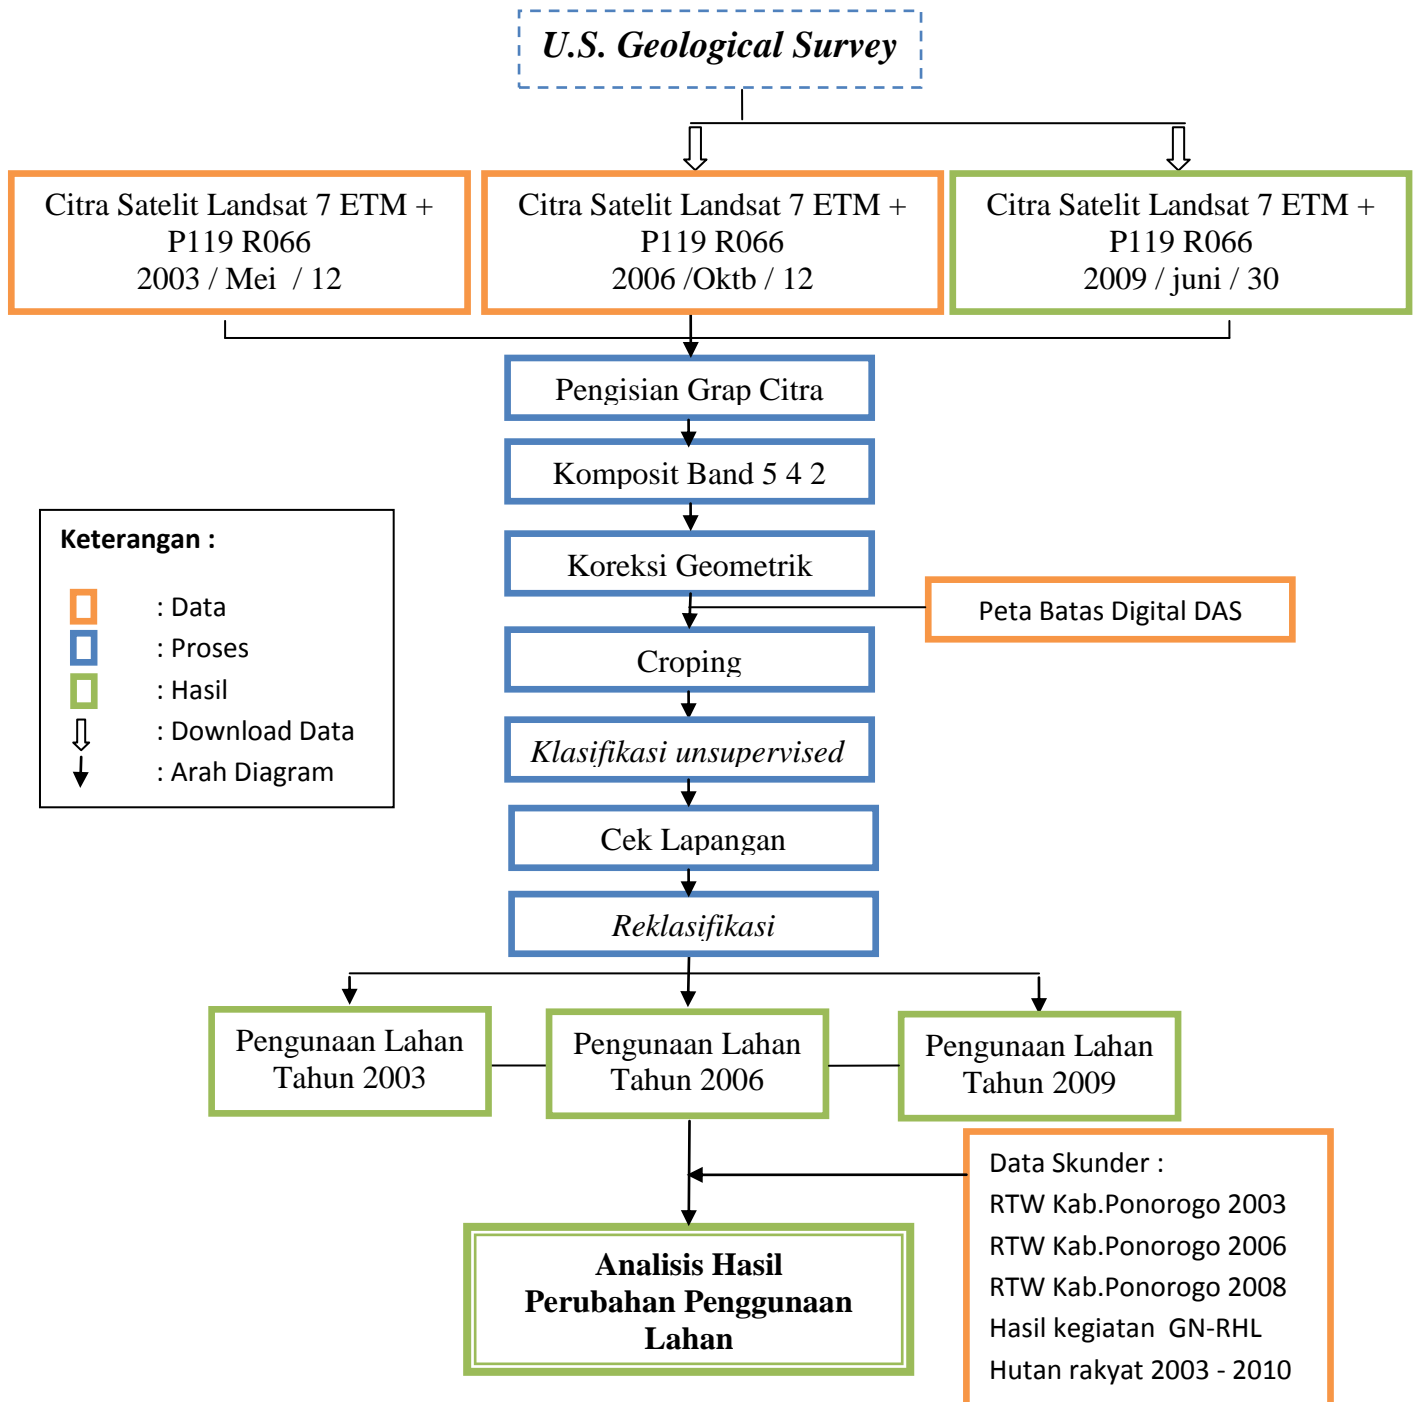 U.S. Geological Survey
Citra Satelit Landsat 7 ETM +
P119 R066
2003 / Mei / 12
Citra Satelit Landsat 7 ETM +
P119 R066
2006 /Oktb / 12
Citra Satelit Landsat 7 ETM +
P119 R066
2009 / juni / 30
Pengisian Grap Citra
Komposit Band 5 4 2
Koreksi Geometrik
Peta Batas Digital DAS
Croping
Klasifikasi unsupervised
Cek Lapangan
Reklasifikasi
Keterangan :
: Data
: Proses
: Hasil
: Download Data
: Arah Diagram
Pengunaan Lahan
Tahun 2003
Pengunaan Lahan
Tahun 2006
Pengunaan Lahan
Tahun 2009
Data Skunder :
RTW Kab.Ponorogo 2003
RTW Kab.Ponorogo 2006
RTW Kab.Ponorogo 2008
Hasil kegiatan GN-RHL
Hutan rakyat 2003 - 2010
Analisis Hasil
Perubahan Penggunaan
Lahan